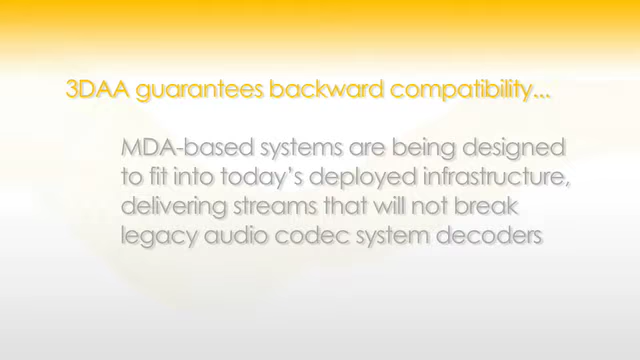 3DAA guarantees backward compatibility...
MDA-based systems are being designed
to fit into today's deployed infrastructure,
delivering streams that will not break
legacy audio codec system decoders